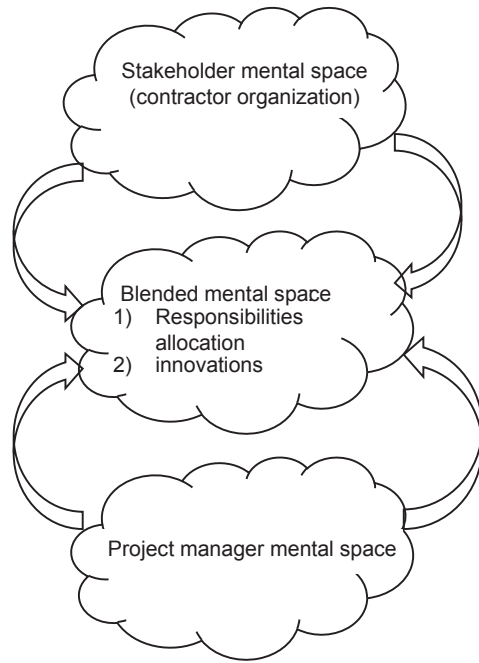 Stakeholder mental space
(contractor organization)
Blended mental space
1) Responsibilities
allocation
2) innovations
Project manager mental space